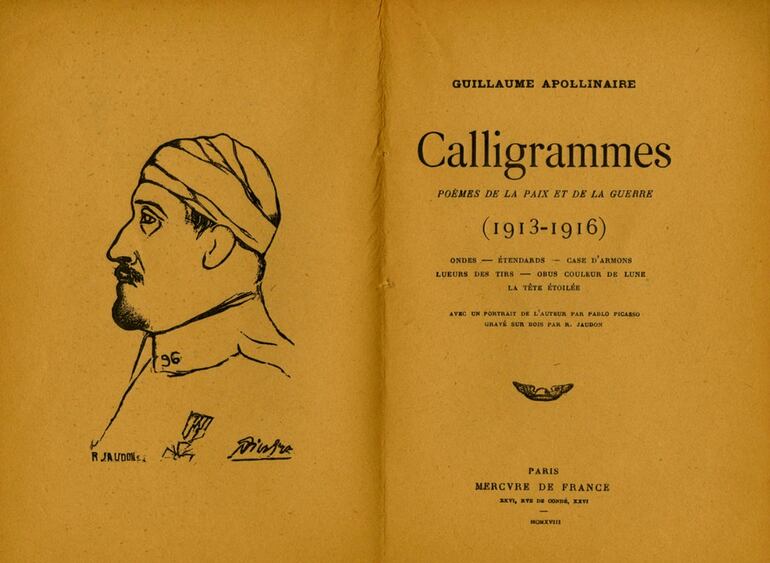 96
R JAUDON Sc
Picasso
GUILLAUME APOLLINAIRE
Calligrammes
POÈMES DE LA PAIX ET DE LA GUERRE
(1913-1916)
ONDES — ÉTENDARDS — CASE D'ARMONS
LUEURS DES TIRS — OBUS COULEUR DE LUNE
LA TÊTE ÉTOILÉE
AVEC UN PORTRAIT DE L'AUTEUR PAR PABLO PICASSO
GRAVÉ SUR BOIS PAR R. JAUDON
PARIS
MERCVRE DE FRANCE
XXVI, RVE DE CONDÉ, XXVI
MCMXVIII